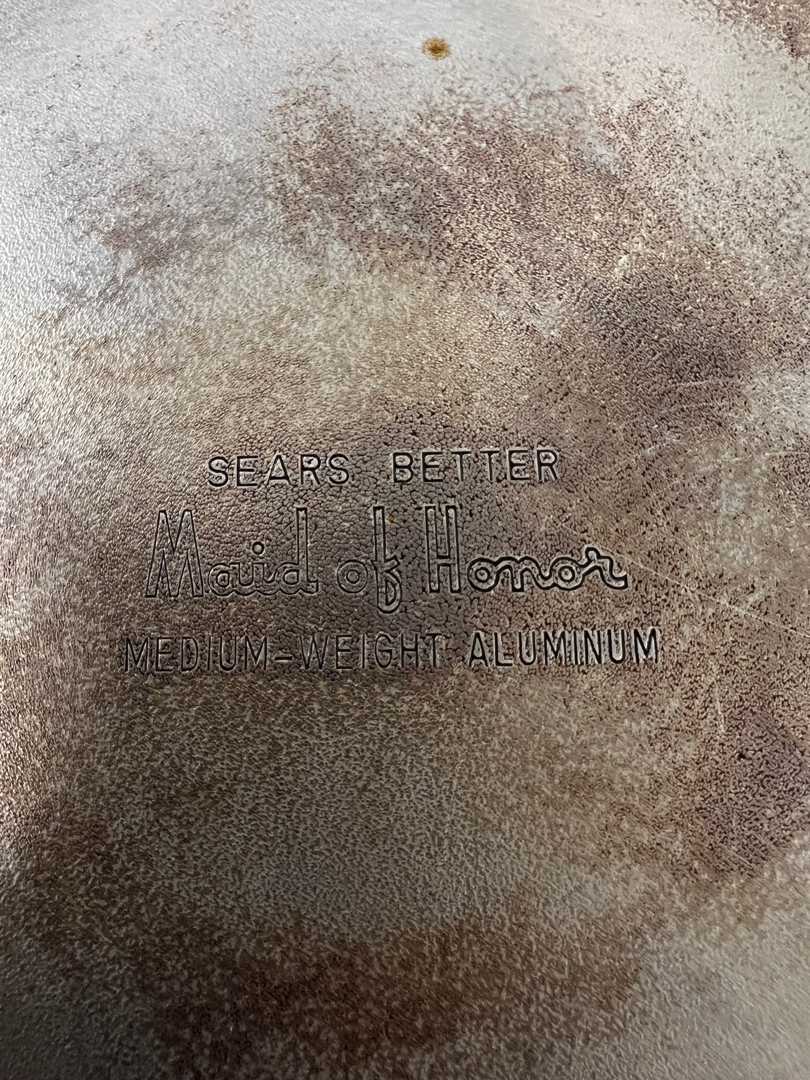 SEARS BETTER
Maid of Honor
MEDIUM-WEIGHT ALUMINUM